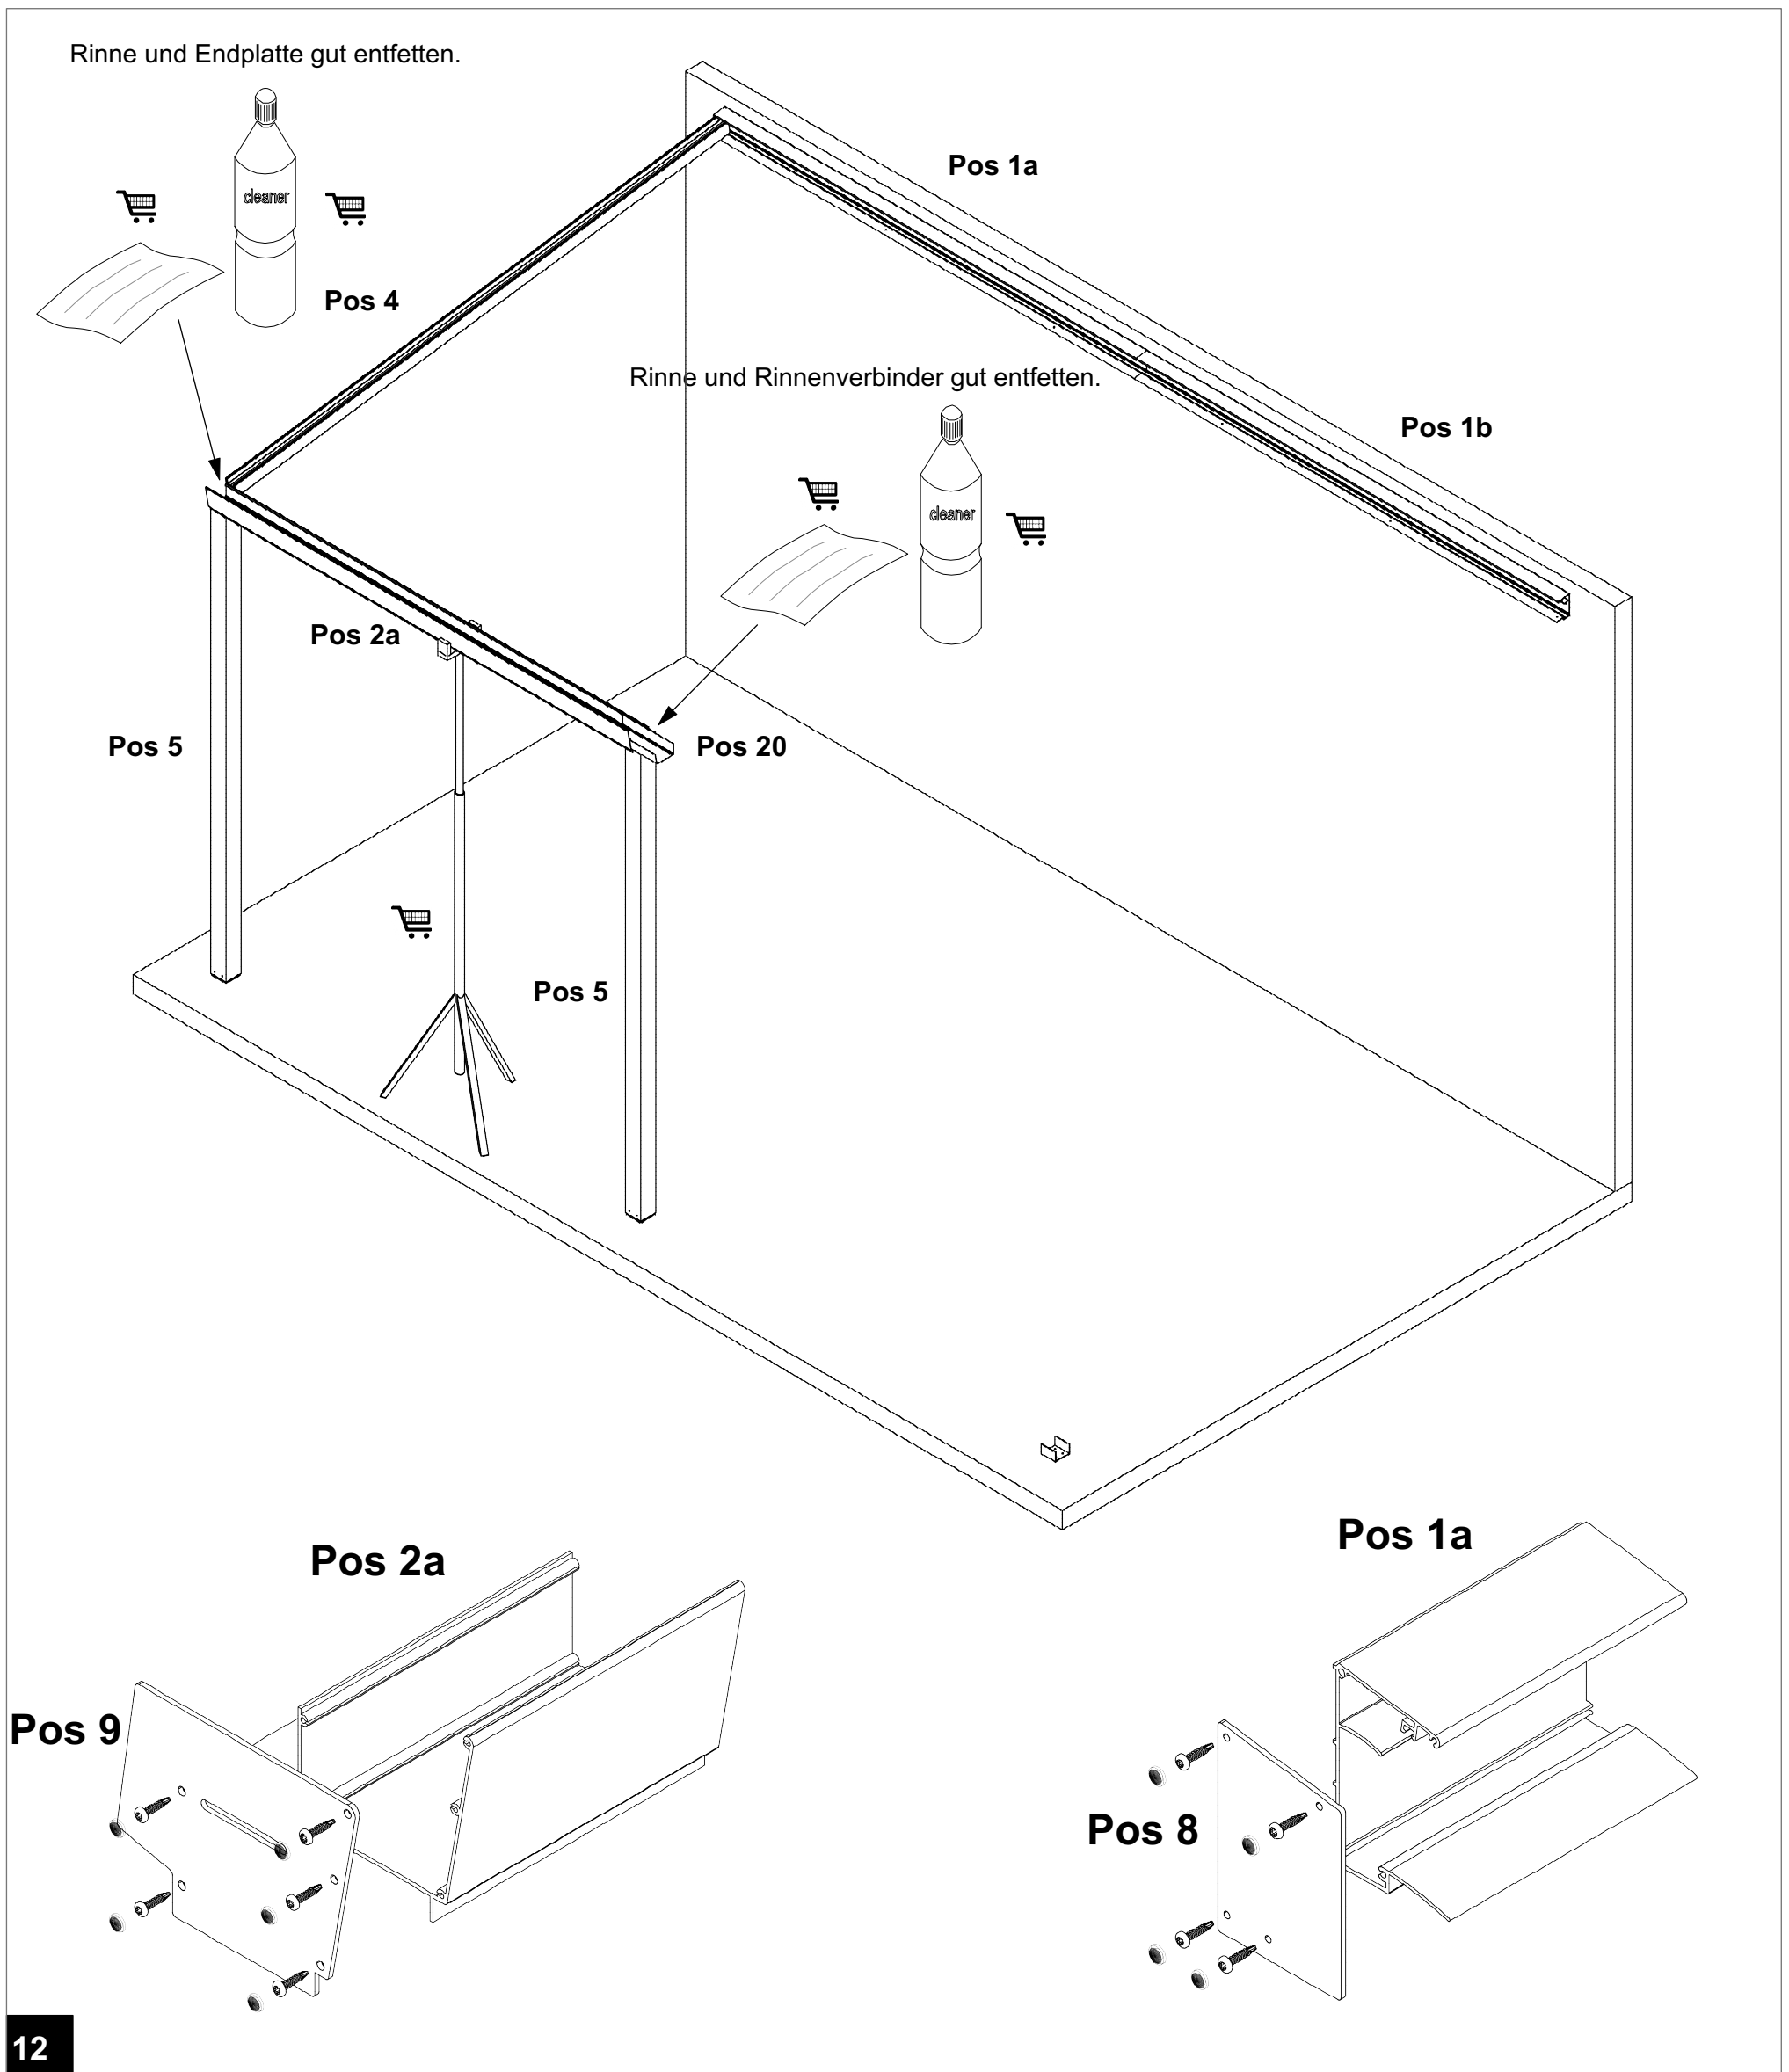 Rinne und Endplatte gut entfetten.
cleaner
Pos 1a
Pos 4
Rinne und Rinnenverbinder gut entfetten.
Pos 1b
cleaner
Pos 2a
Pos 5
Pos 20
Pos 5
Pos 2a
Pos 1a
Pos 9
Pos 8
12